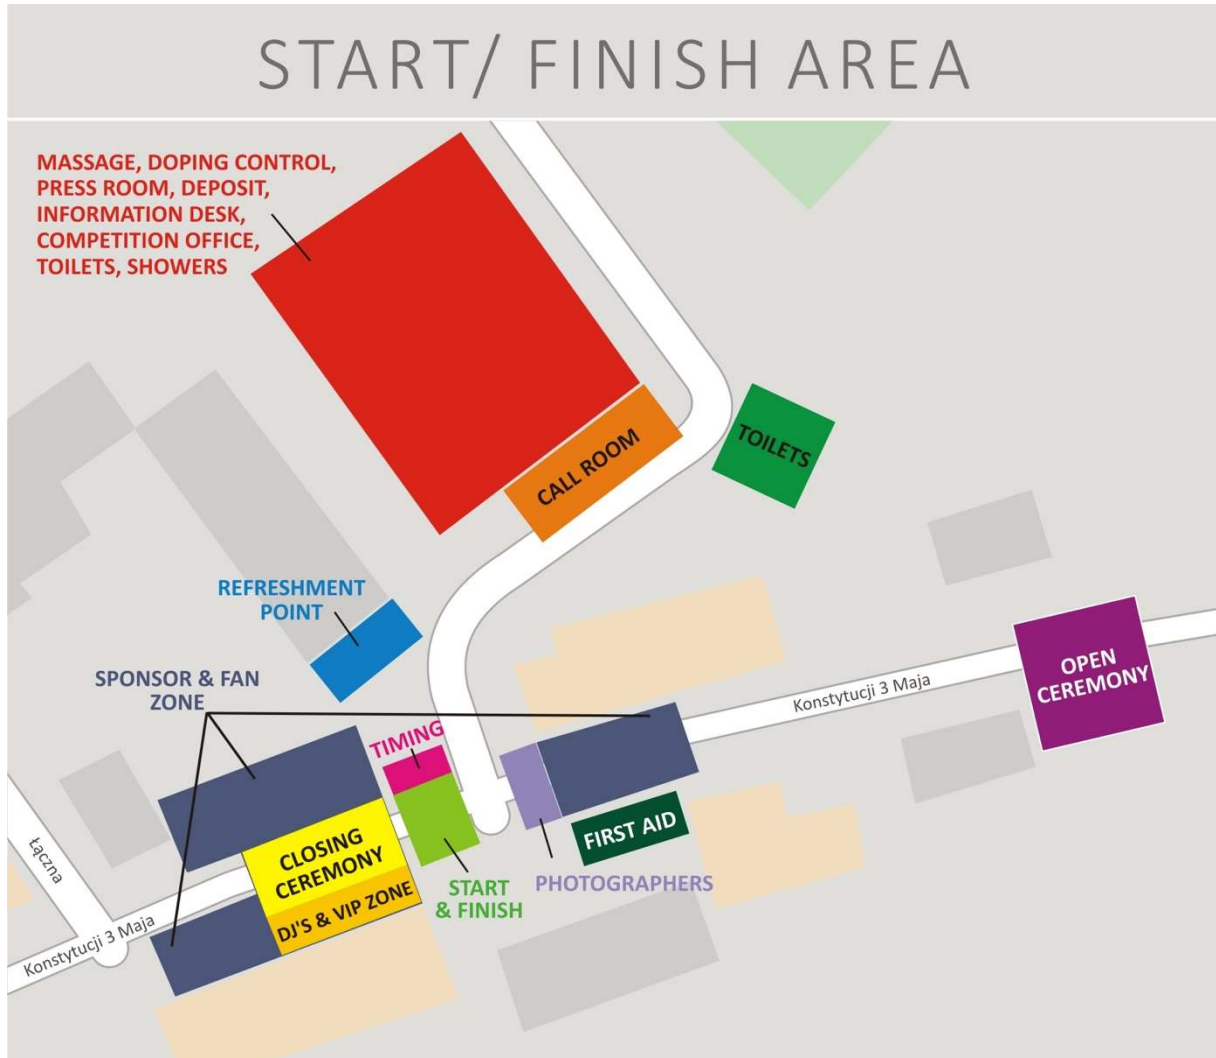 START/ FINISH AREA
MASSAGE, DOPING CONTROL,
PRESS ROOM, DEPOSIT,
INFORMATION DESK,
COMPETITION OFFICE,
TOILETS, SHOWERS
CALL ROOM
TOILETS
REFRESHMENT
POINT
SPONSOR & FAN
ZONE
OPEN
CEREMONY
Konstytucji 3 Maja
TIMING
FIRST AID
CLOSING
CEREMONY
Łączna
START
& FINISH
PHOTOGRAPHERS
DJ'S & VIP ZONE
Konstytucji 3 Maja